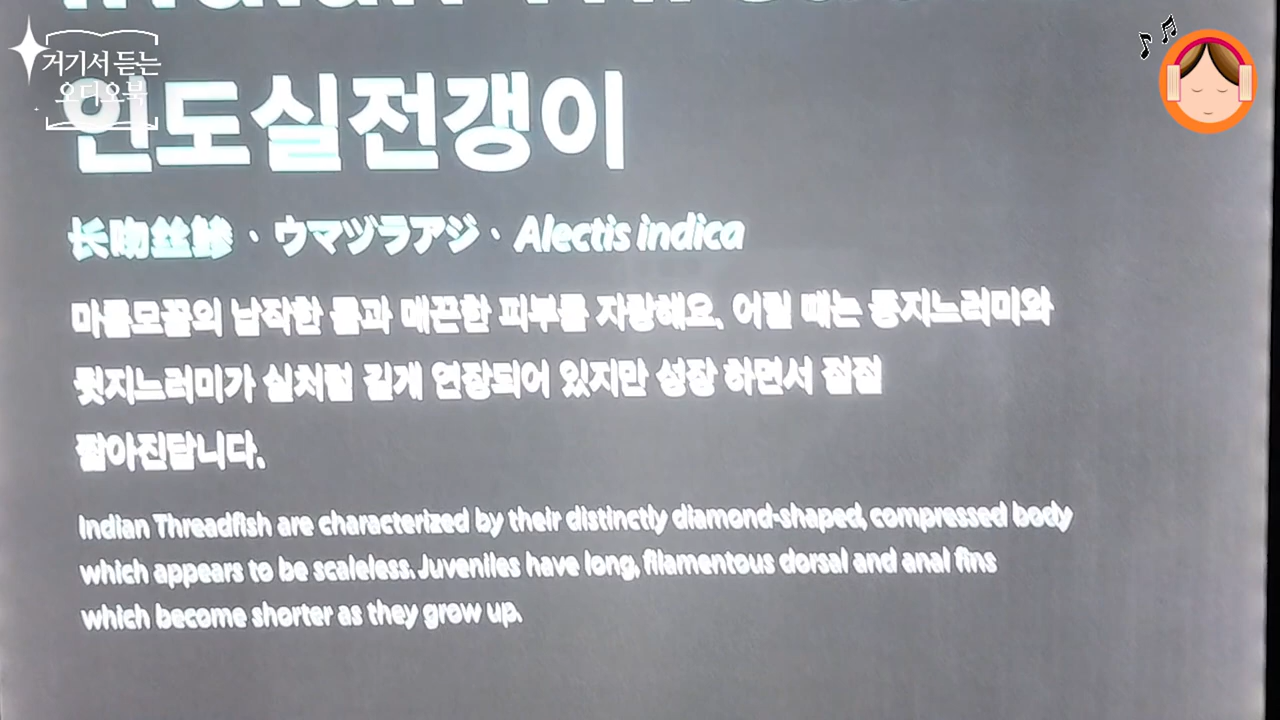 거기서 듣는
오디오북
인도실전갱이
长吻丝鲹 · ウマヅラアジ · Alectis indica
마름모꼴의 납작한 몸과 매끈한 피부를 자랑해요. 어릴 때는 등지느러미와
뒷지느러미가 실처럼 길게 연장되어 있지만 성장 하면서 점점
짧아진답니다.
Indian Threadfish are characterized by their distinctly diamond-shaped, compressed body
which appears to be scaleless. Juveniles have long, filamentous dorsal and anal fins
which become shorter as they grow up.